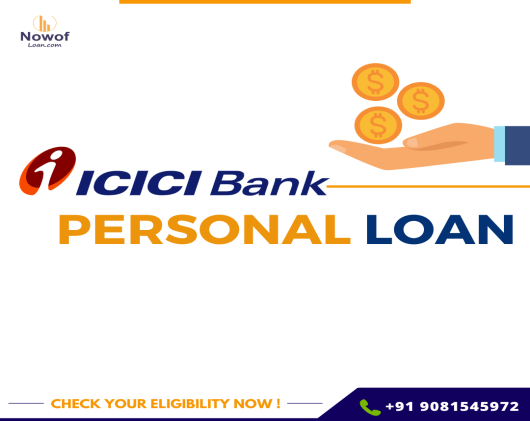 Nowof
Loan.com
$
$
$
i ICICI Bank
PERSONAL LOAN
CHECK YOUR ELIGIBILITY NOW !
+91 9081545972